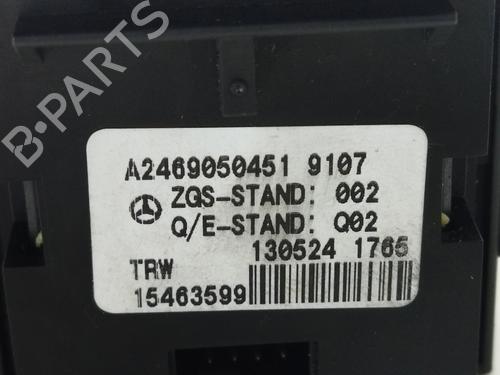 B-PARTS
A2469050451 9107
ZGS-STAND: 002
Q/E-STAND: Q02
130524 1765
TRW
15463599